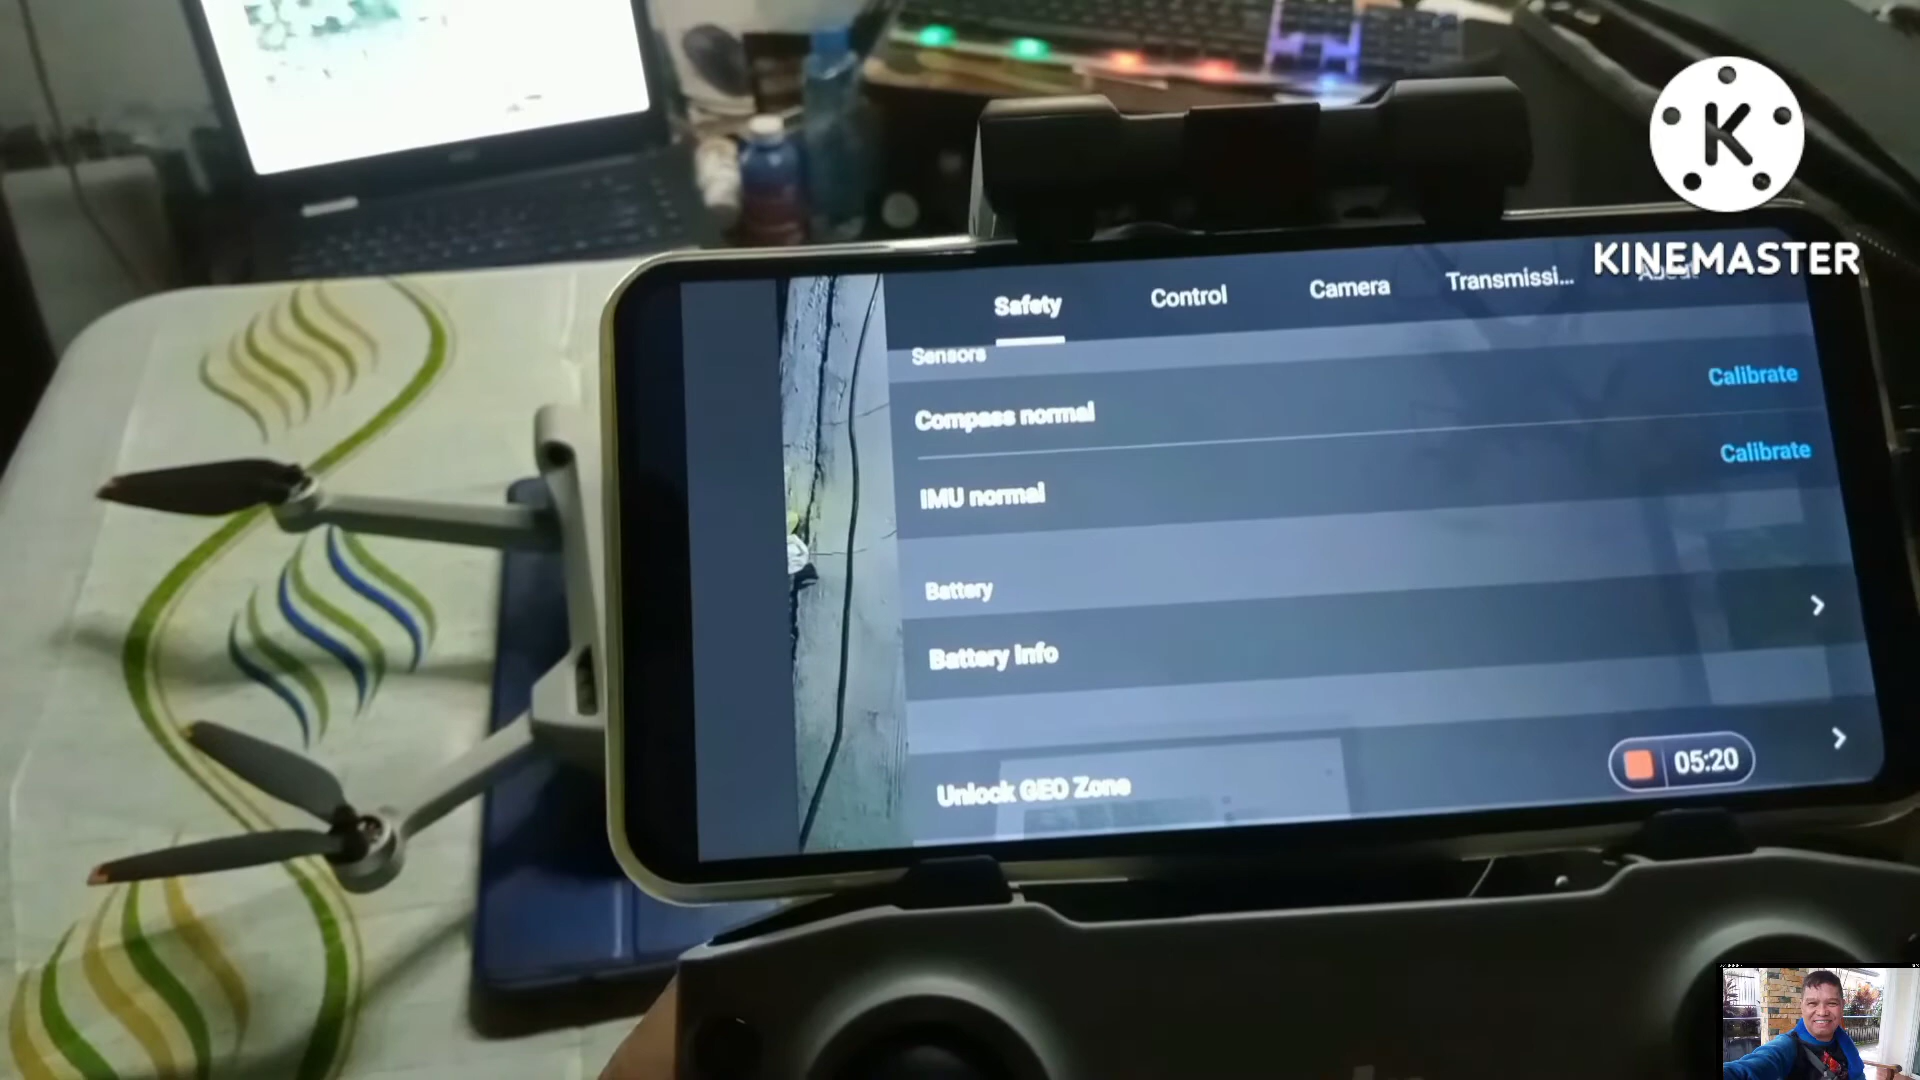 K
KINEMASTER
Safety
Control
Camera
Transmissi...
About
Sensors
Compass normal
Calibrate
IMU normal
Calibrate
Battery
Battery Info
Unlock GEO Zone
05:20